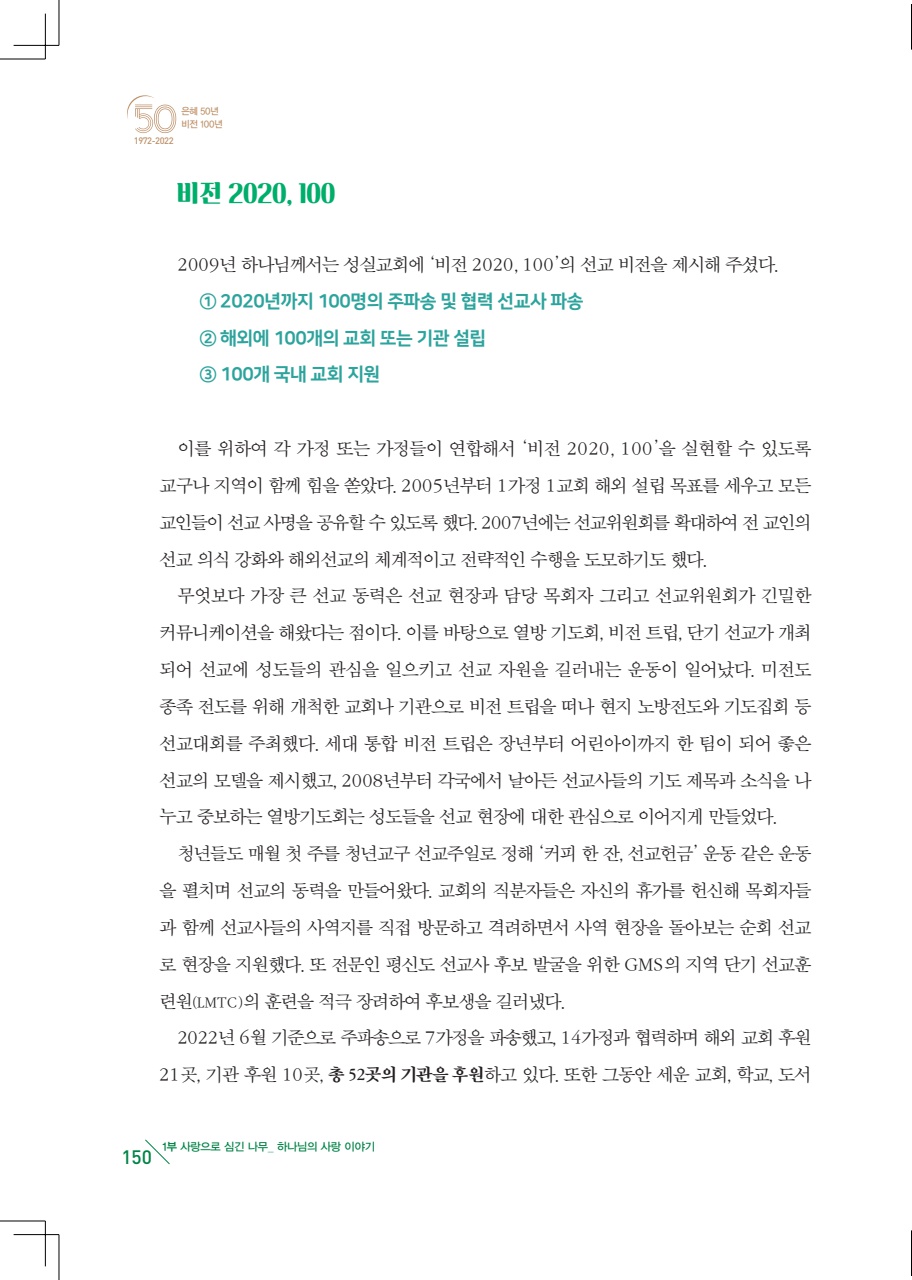 50
은혜 50년
비전 100년
1972-2022
비전 2020, 100
2009년 하나님께서는 성실교회에 ‘비전 2020, 100’의 선교 비전을 제시해 주셨다.
① 2020년까지 100명의 주파송 및 협력 선교사 파송
② 해외에 100개의 교회 또는 기관 설립
③ 100개 국내 교회 지원
이를 위하여 각 가정 또는 가정들이 연합해서 ‘비전 2020, 100’을 실현할 수 있도록
교구나 지역이 함께 힘을 쏟았다. 2005년부터 1가정 1교회 해외 설립 목표를 세우고 모든
교인들이 선교 사명을 공유할 수 있도록 했다. 2007년에는 선교위원회를 확대하여 전 교인의
선교 의식 강화와 해외선교의 체계적이고 전략적인 수행을 도모하기도 했다.
무엇보다 가장 큰 선교 동력은 선교 현장과 담당 목회자 그리고 선교위원회가 긴밀한
커뮤니케이션을 해왔다는 점이다. 이를 바탕으로 열방 기도회, 비전 트립, 단기 선교가 개최
되어 선교에 성도들의 관심을 일으키고 선교 자원을 길러내는 운동이 일어났다. 미전도
종족 전도를 위해 개척한 교회나 기관으로 비전 트립을 떠나 현지 노방전도와 기도집회 등
선교대회를 주최했다. 세대 통합 비전 트립은 장년부터 어린아이까지 한 팀이 되어 좋은
선교의 모델을 제시했고, 2008년부터 각국에서 날아든 선교사들의 기도 제목과 소식을 나
누고 중보하는 열방기도회는 성도들을 선교 현장에 대한 관심으로 이어지게 만들었다.
청년들도 매월 첫 주를 청년교구 선교주일로 정해 ‘커피 한 잔, 선교헌금’ 운동 같은 운동
을 펼치며 선교의 동력을 만들어왔다. 교회의 직분자들은 자신의 휴가를 헌신해 목회자들
과 함께 선교사들의 사역지를 직접 방문하고 격려하면서 사역 현장을 돌아보는 순회 선교
로 현장을 지원했다. 또 전문인 평신도 선교사 후보 발굴을 위한 GMS의 지역 단기 선교훈
련원(LMTC)의 훈련을 적극 장려하여 후보생을 길러냈다.
2022년 6월 기준으로 주파송으로 7가정을 파송했고, 14가정과 협력하며 해외 교회 후원
21곳, 기관 후원 10곳, 총 52곳의 기관을 후원하고 있다. 또한 그동안 세운 교회, 학교, 도서
150 1부 사랑으로 심긴 나무_ 하나님의 사랑 이야기